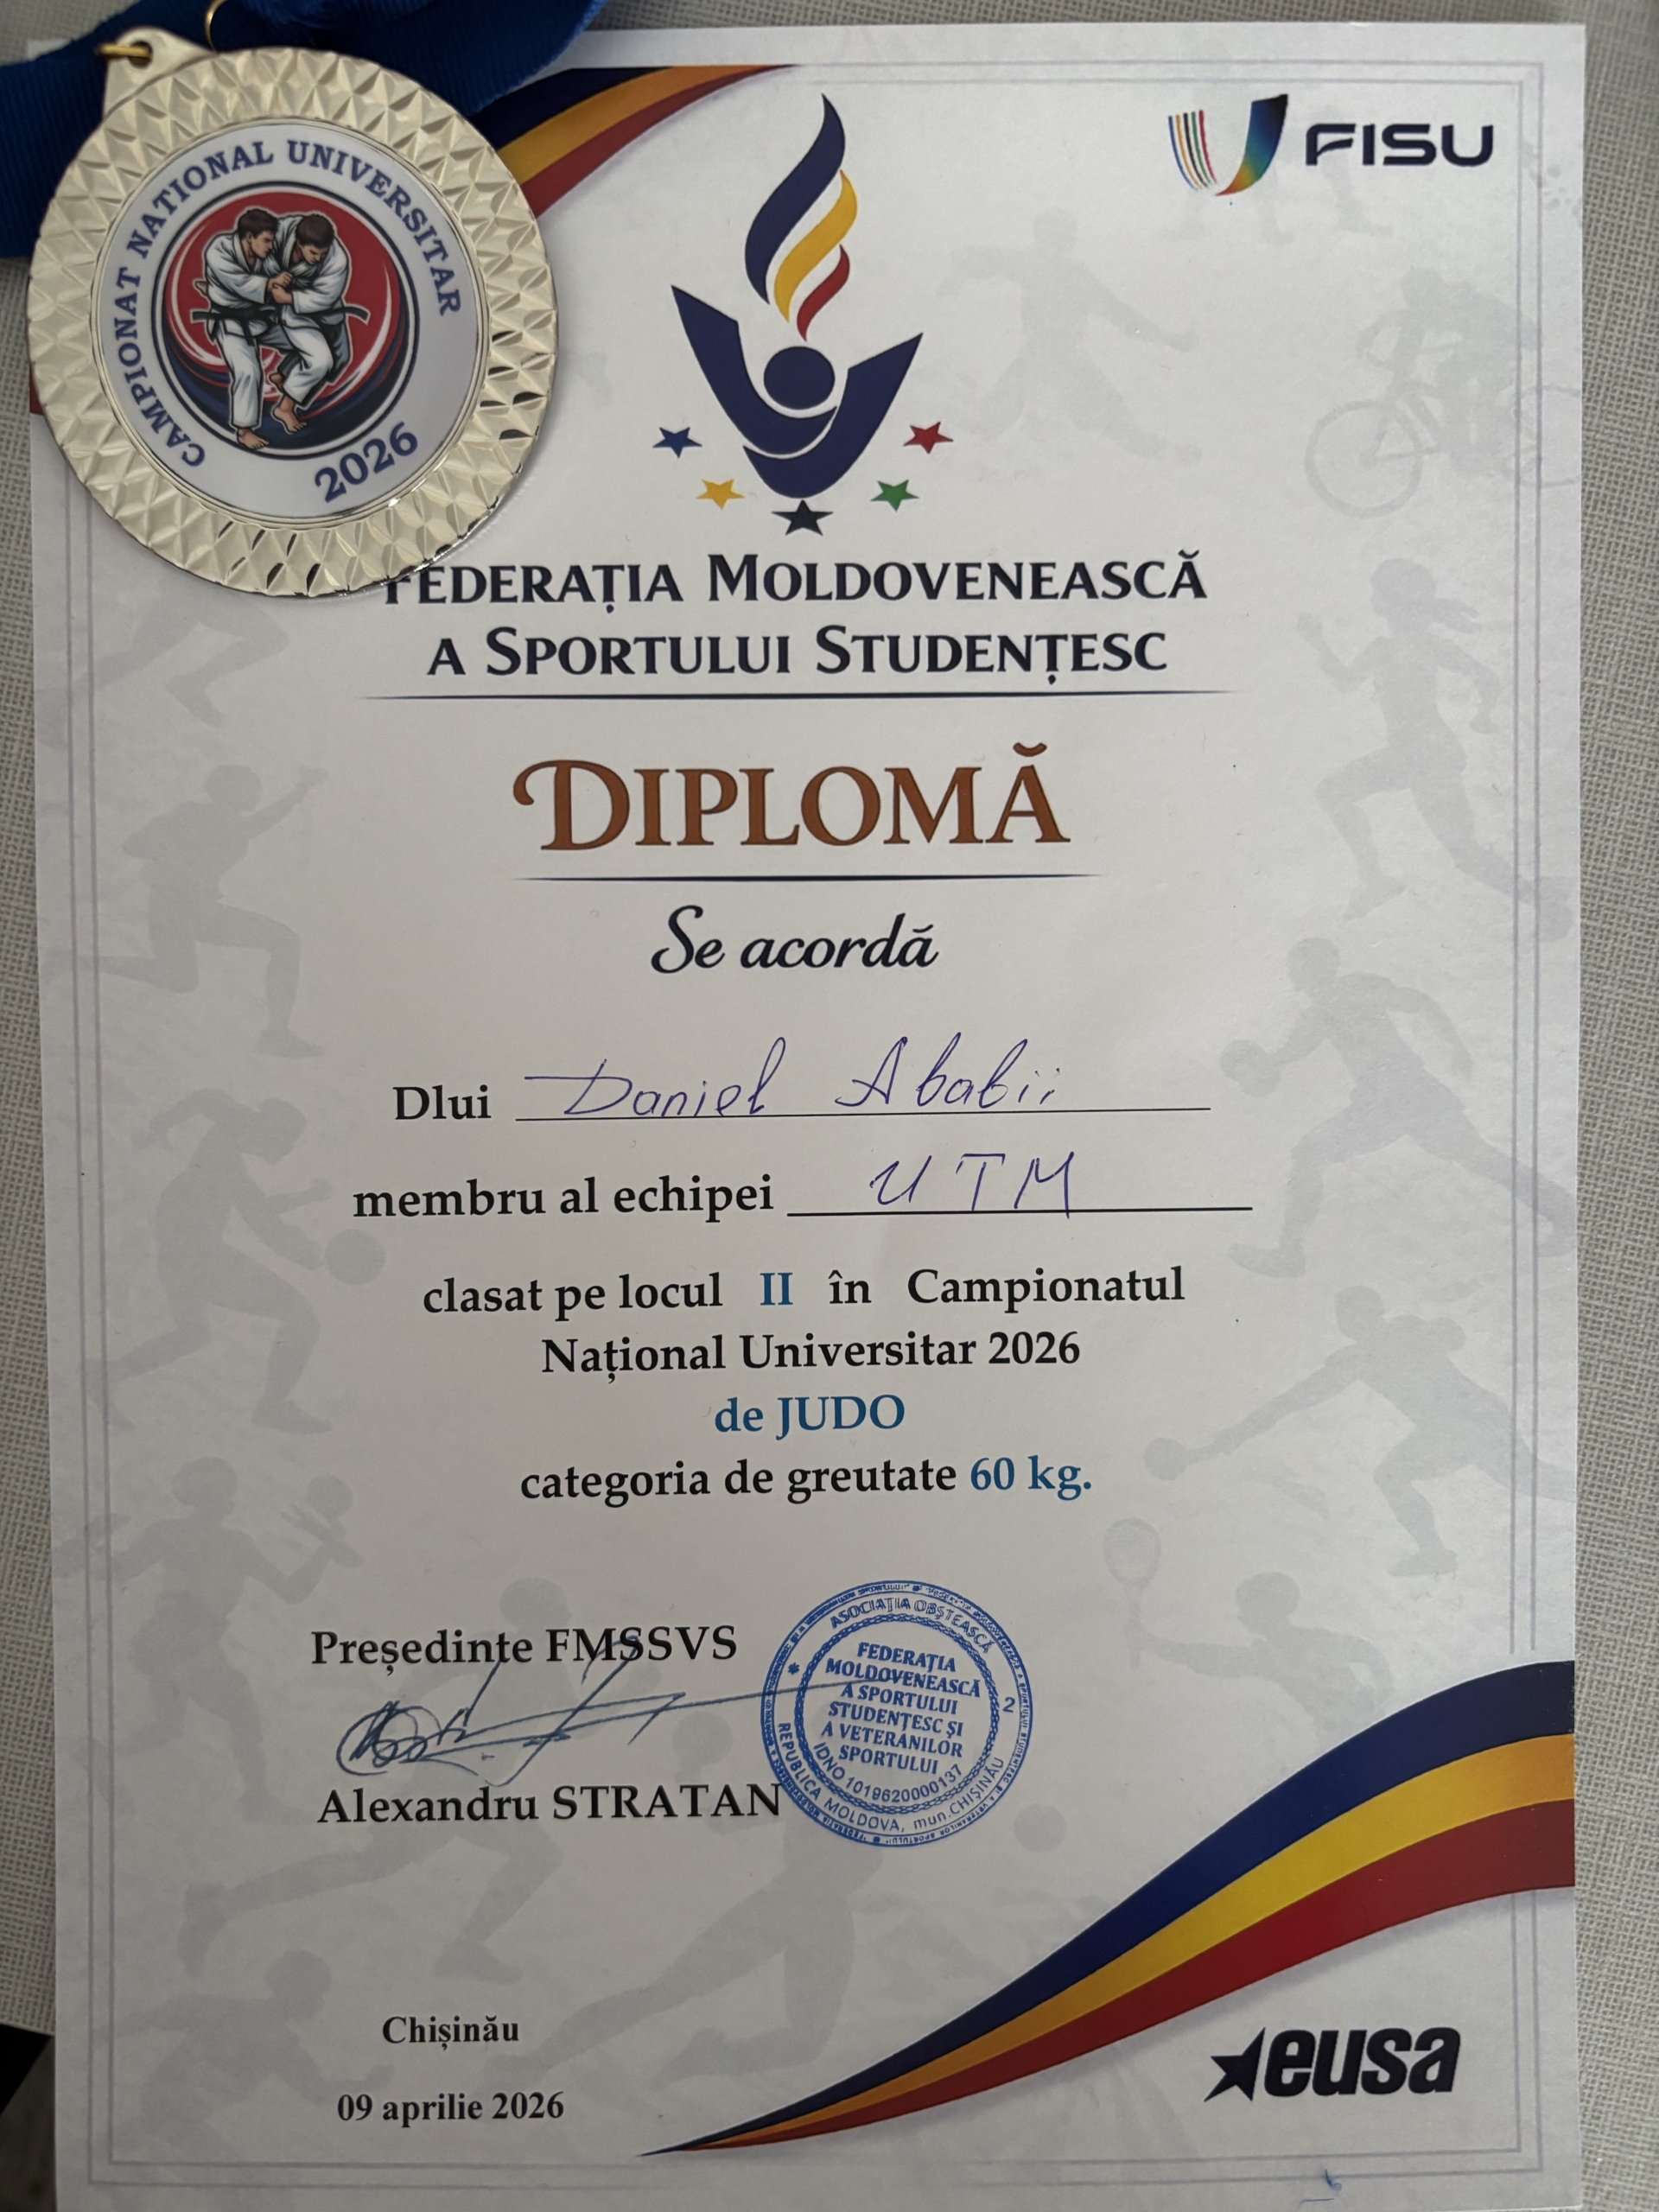 CAMPIONAT NATIONAL UNIVERSITAR
2026
FISU
FEDERAȚIA MOLDOVENEASCĂ
A SPORTULUI STUDENȚESC
DIPLOMĂ
Se acordă
Dlui Daniel Ababii
membru al echipei UTM
clasat pe locul II în Campionatul
Național Universitar 2026
de JUDO
categoria de greutate 60 kg.
Președinte FMSSVS
Alexandru STRATAN
ASOCIAȚIA OBȘTEASCĂ
FEDERAȚIA
MOLDOVENEASCĂ
A SPORTULUI
STUDENȚESC ȘI
A VETERANILOR
SPORTULUI
IDNO 1019620000137
REPUBLICA MOLDOVA, mun.CHIȘINĂU
2
Chișinău
09 aprilie 2026
eusa